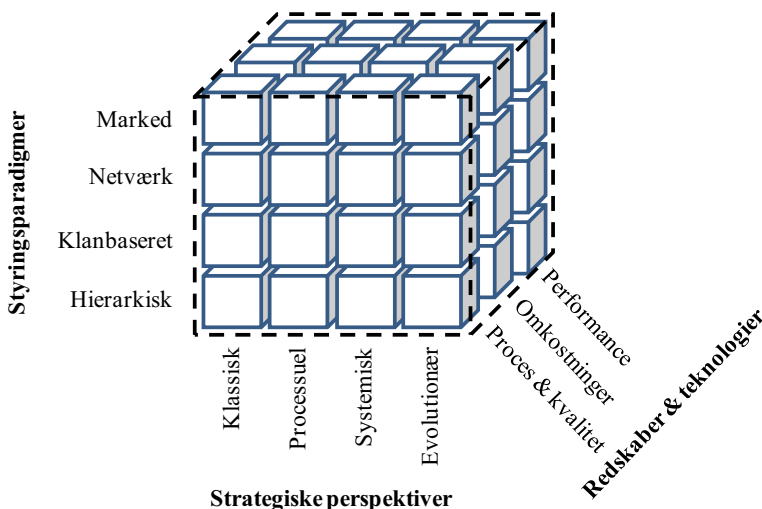 Styringsparadigmer
Marked
Netværk
Klanbaseret
Hierarkisk
Klassisk
Processuel
Systemisk
Evolutionær
Strategiske perspektiver
Proces & kvalitet
Omkostninger
Performance
Redskaber & teknologier